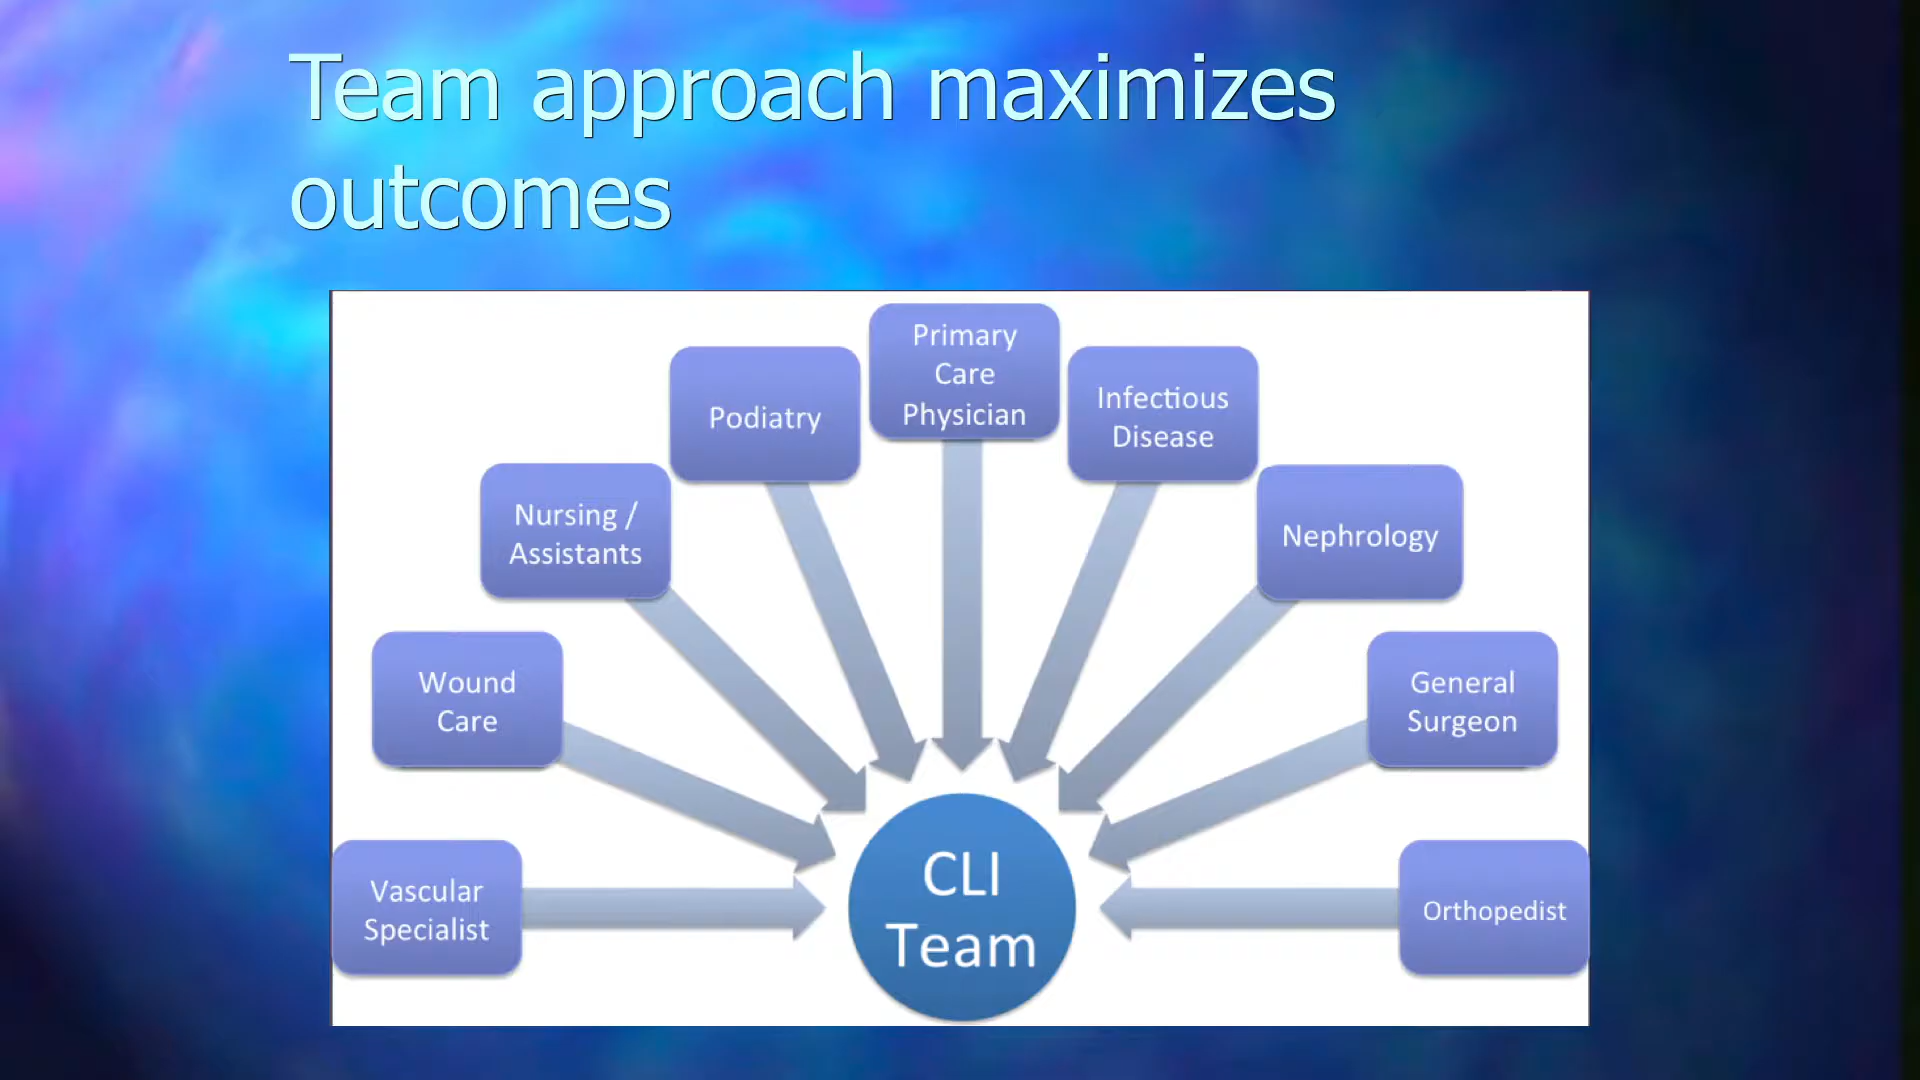 Team approach maximizes
outcomes
Primary
Care
Physician
Podiatry
Infectious
Disease
Nursing /
Assistants
Nephrology
Wound
Care
General
Surgeon
Vascular
Specialist
CLI
Team
Orthopedist